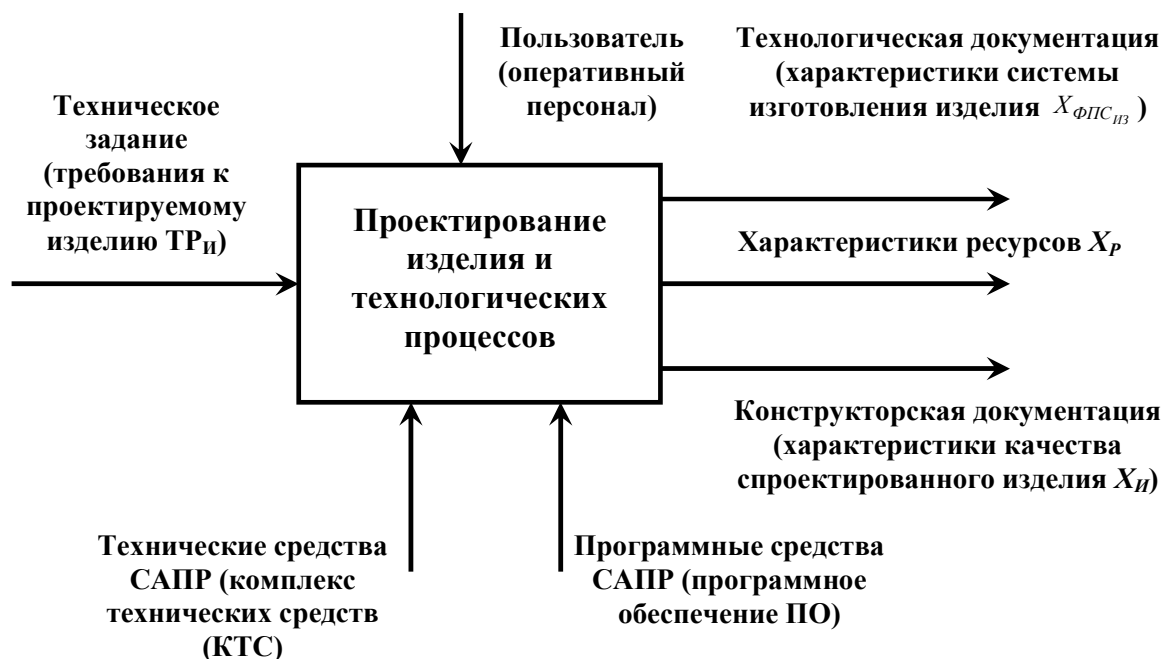 Пользователь
(оперативный
персонал)
Технологическая документация
(характеристики системы
изготовления изделия X_ФПС_ИЗ )
Техническое
задание
(требования к
проектируемому
изделию ТР_И)
Проектирование
изделия и
технологических
процессов
Характеристики ресурсов X_P
Конструкторская документация
(характеристики качества
спроектированного изделия X_И)
Технические средства
САПР (комплекс
технических средств
(КТС)
Программные средства
САПР (программное
обеспечение ПО)